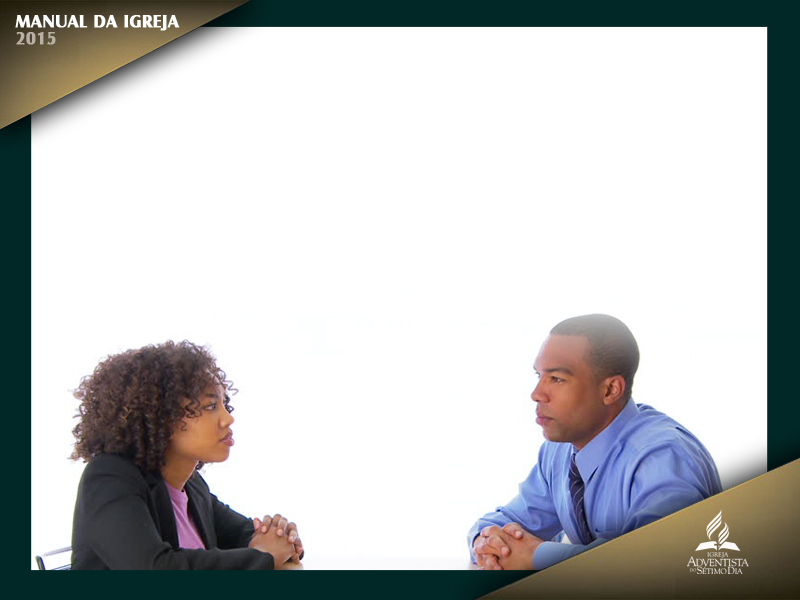 MANUAL DA IGREJA
2015
IGREJA
ADVENTISTA
DO SÉTIMO DIA